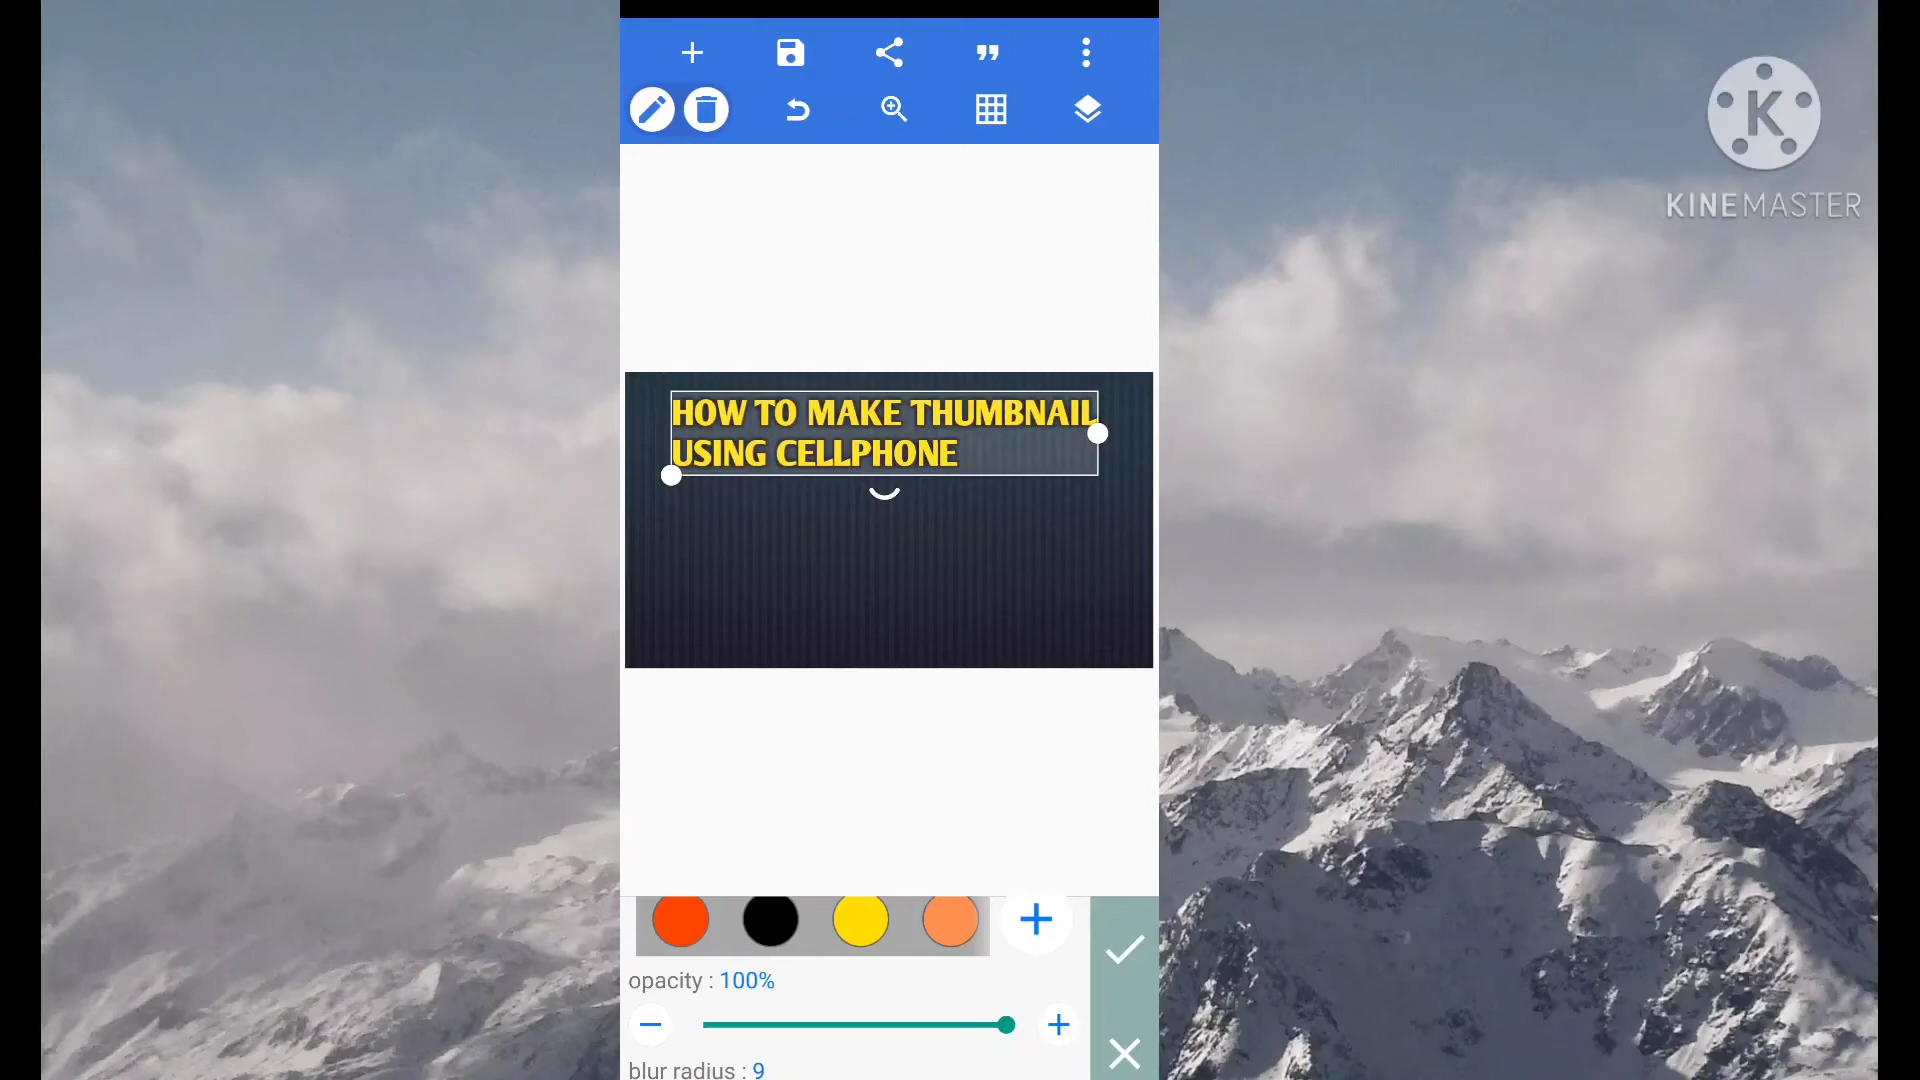 K
KINEMASTER
HOW TO MAKE THUMBNAIL
USING CELLPHONE
opacity : 100%
blur radius : 9